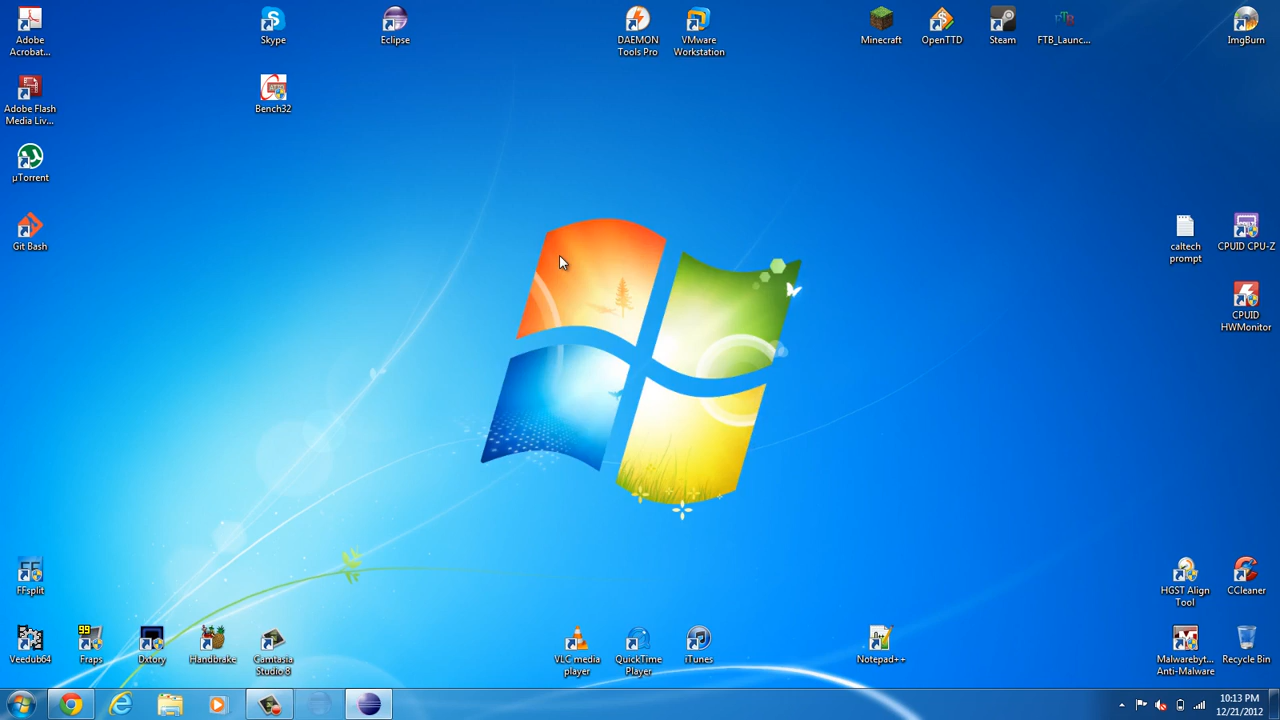 Adobe
Acrobat...
Skype
Eclipse
DAEMON
Tools Pro
VMware
Workstation
Minecraft
OpenTTD
Steam
FTB
FTB_Launc...
ImgBurn
Adobe Flash
Media Liv...
Bench32
µTorrent
Git Bash
caltech
prompt
CPUID CPU-Z
CPUID
HWMonitor
FFsplit
HGST Align
Tool
CCleaner
Veedub64
99
Fraps
Dxtory
Handbrake
Camtasia
Studio 8
VLC media
player
QuickTime
Player
iTunes
Notepad++
Malwareby...
Anti-Malware
Recycle Bin
10:13 PM
12/21/2012